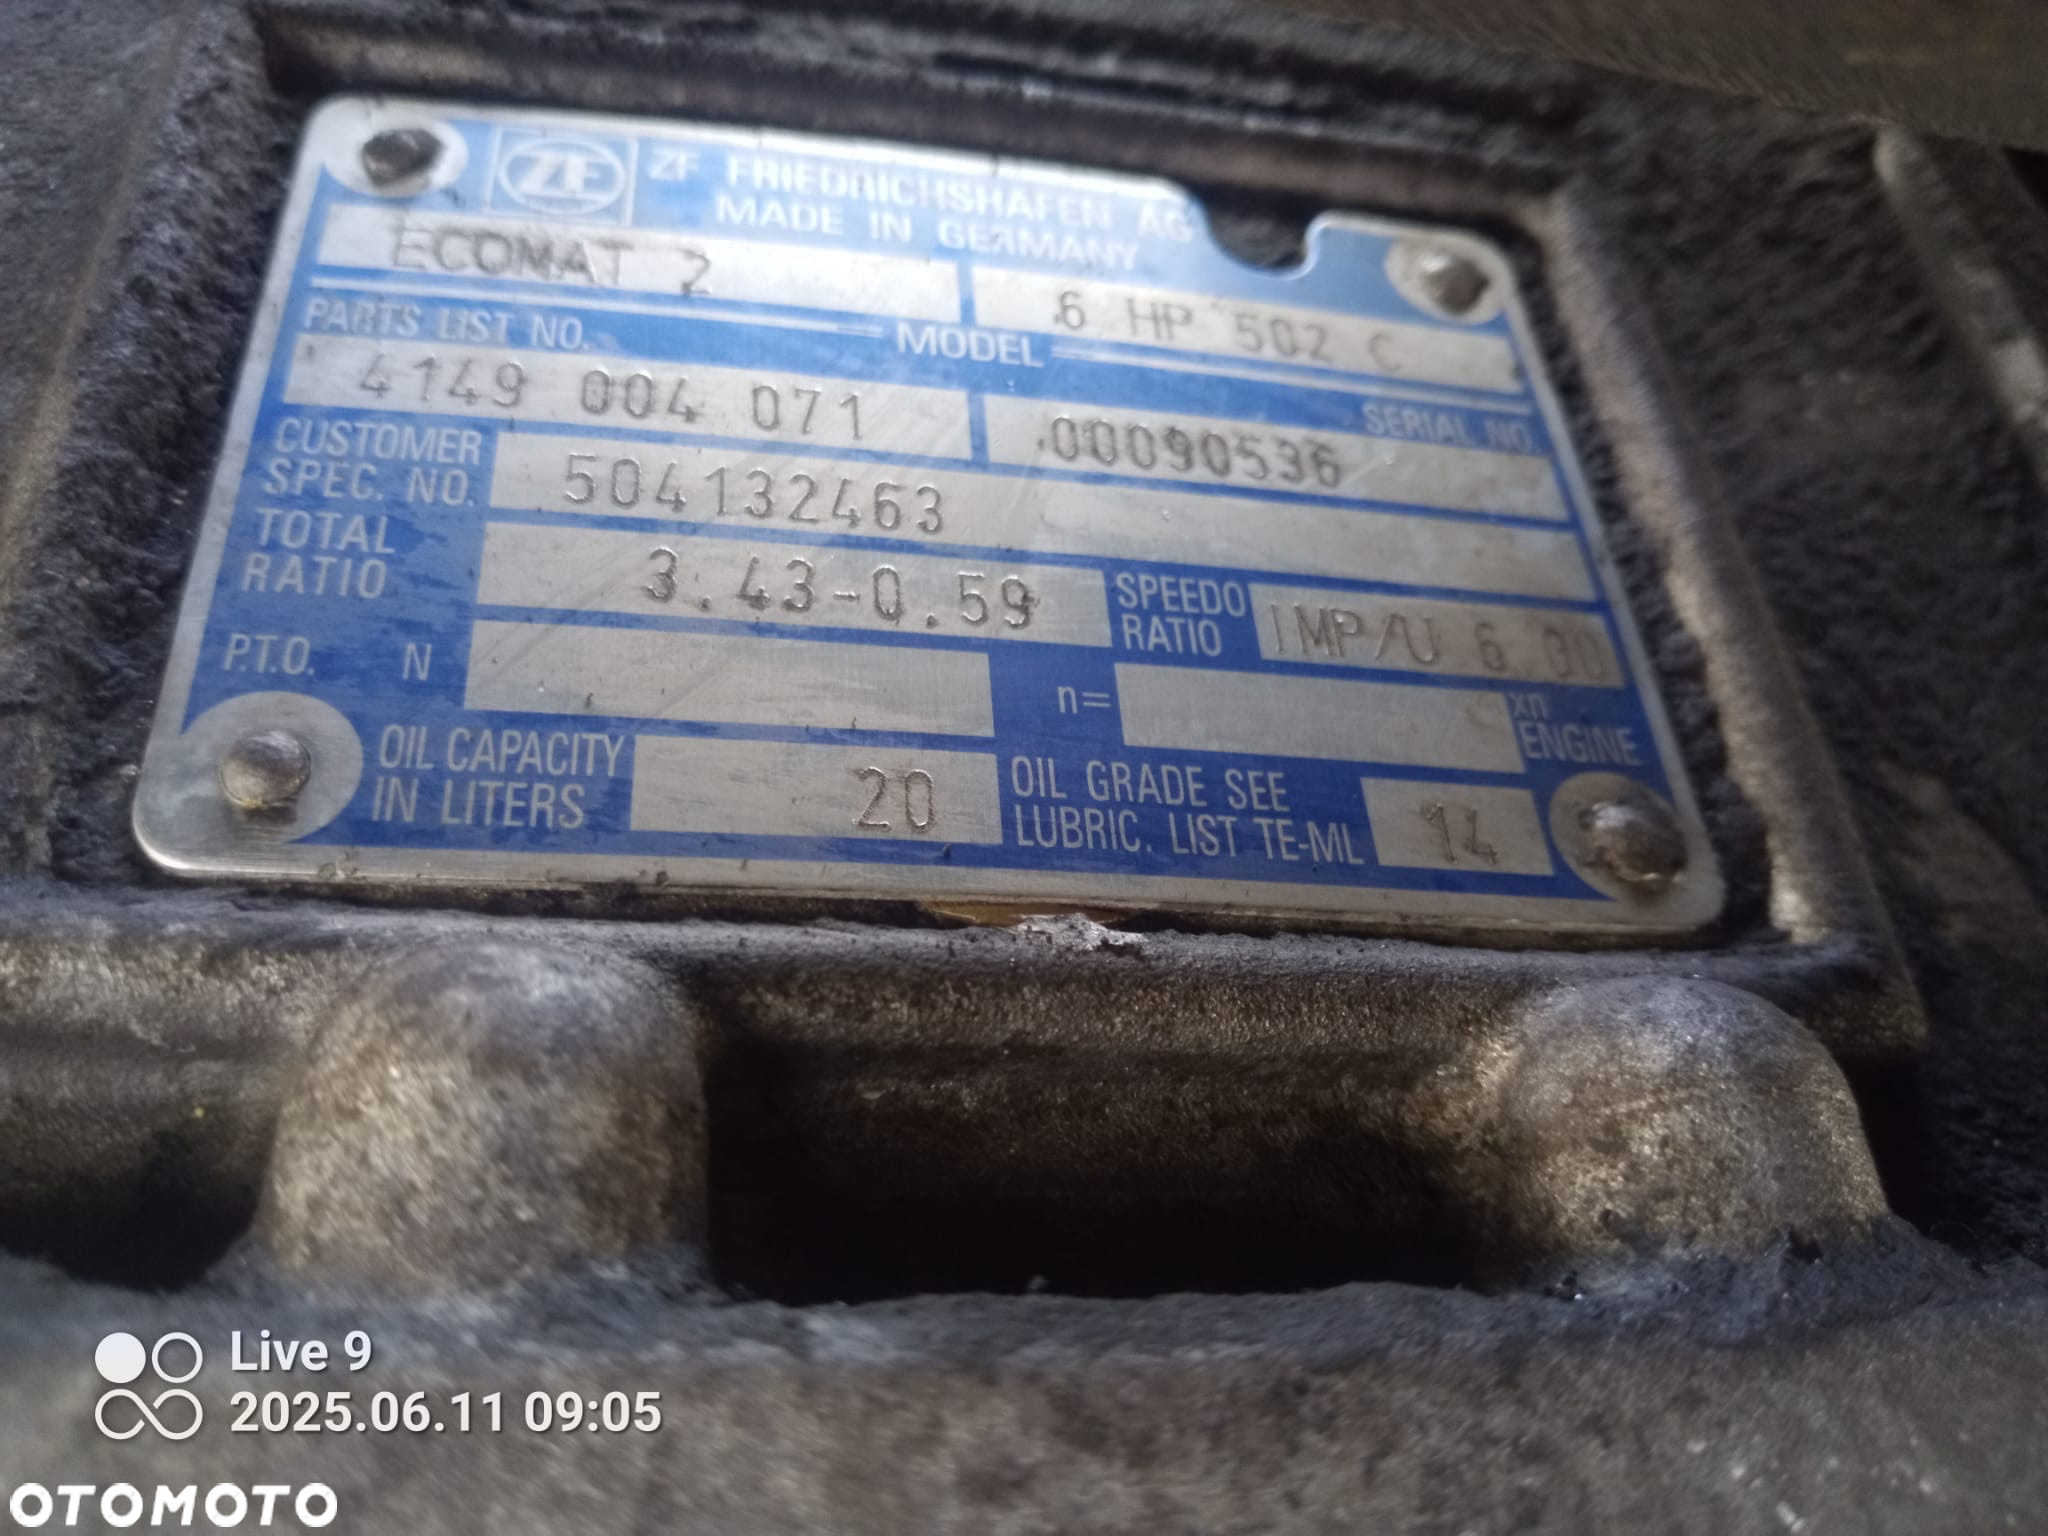 ZF ZF FRIEDRICHSHAFEN AG
MADE IN GERMANY
ECOMAT 2 6 HP 502 C
PARTS LIST NO. MODEL SERIAL NO.
4149 004 071 00090536
CUSTOMER
SPEC. NO. 504132463
TOTAL
RATIO 3.43-0.59 SPEEDO
RATIO IMP/U 6.00
P.T.O. N n= xn
ENGINE
OIL CAPACITY
IN LITERS 20 OIL GRADE SEE
LUBRIC. LIST TE-ML 14
Live 9
2025.06.11 09:05
OTOMOTO